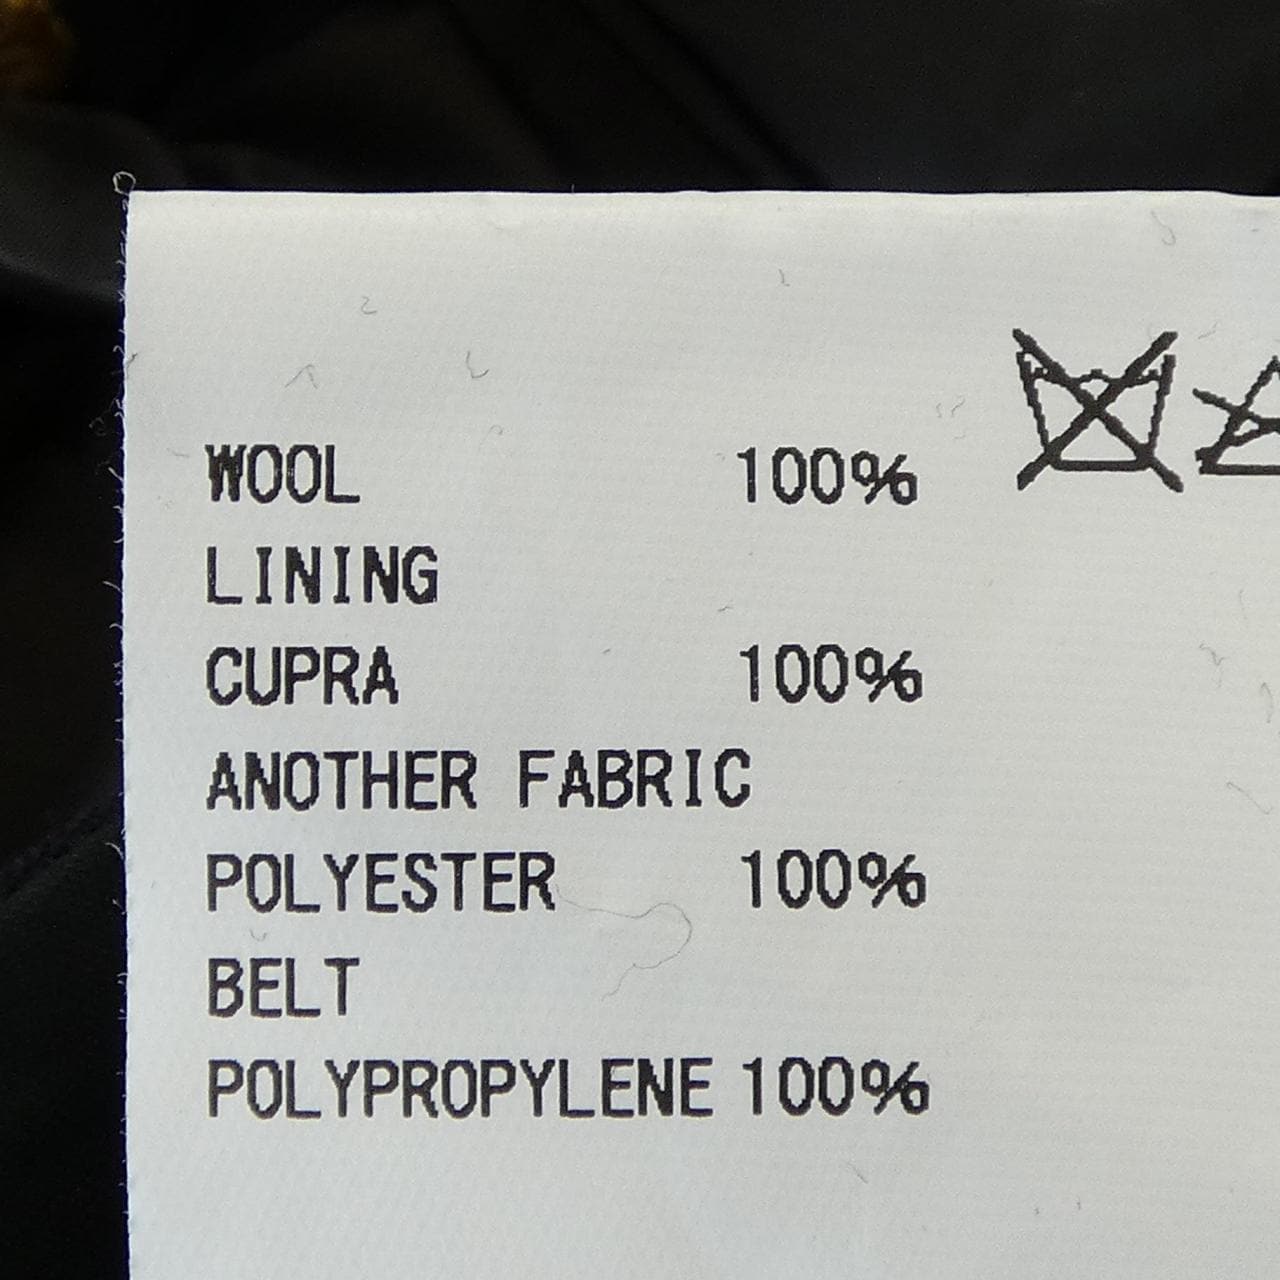 WOOL 100%
LINING
CUPRA 100%
ANOTHER FABRIC
POLYESTER 100%
BELT
POLYPROPYLENE 100%